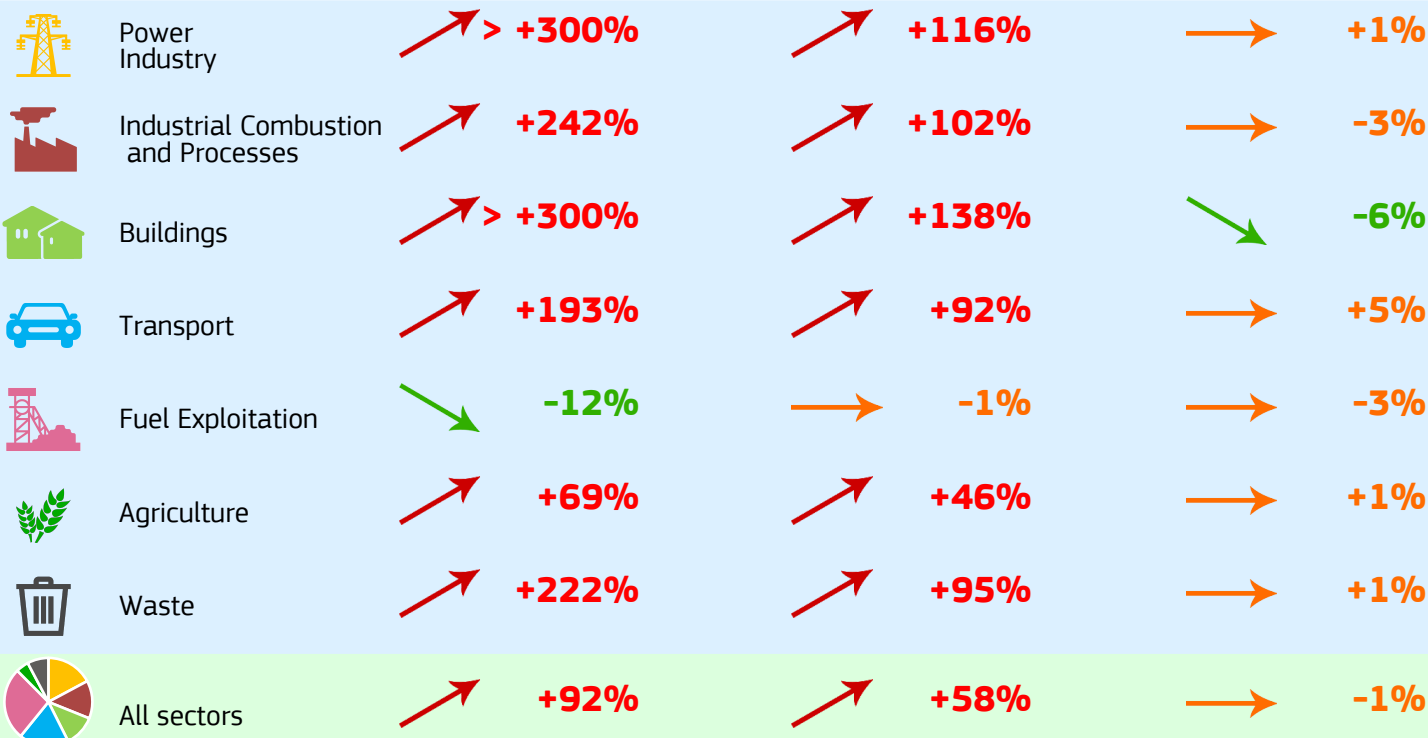 Power
Industry
> +300%
+116%
+1%
Industrial Combustion
and Processes
+242%
+102%
-3%
Buildings
> +300%
+138%
-6%
Transport
+193%
+92%
+5%
Fuel Exploitation
-12%
-1%
-3%
Agriculture
+69%
+46%
+1%
Waste
+222%
+95%
+1%
All sectors
+92%
+58%
-1%